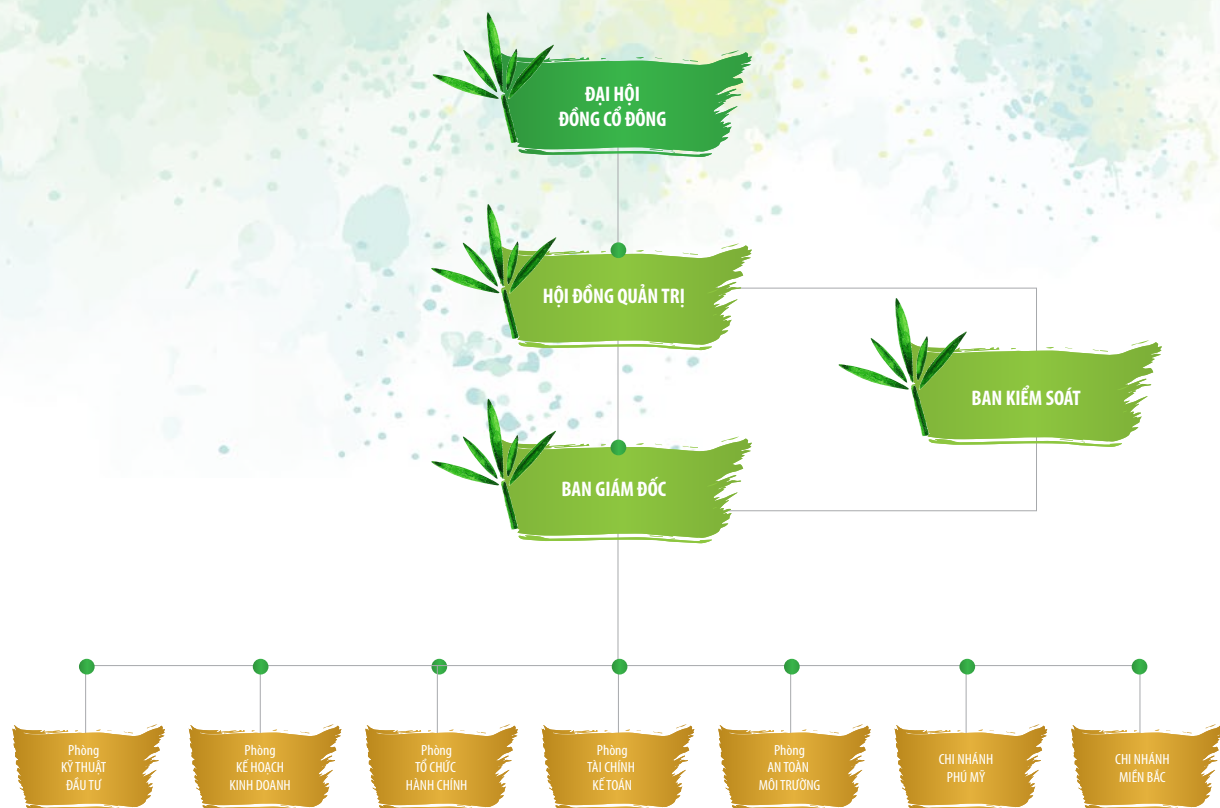 ĐẠI HỘI
ĐỒNG CỔ ĐÔNG
HỘI ĐỒNG QUẢN TRỊ
BAN KIỂM SOÁT
BAN GIÁM ĐỐC
Phòng
KỸ THUẬT
ĐẦU TƯ
Phòng
KẾ HOẠCH
KINH DOANH
Phòng
TỔ CHỨC
HÀNH CHÍNH
Phòng
TÀI CHÍNH
KẾ TOÁN
Phòng
AN TOÀN
MÔI TRƯỜNG
CHI NHÁNH
PHÚ MỸ
CHI NHÁNH
MIỀN BẮC